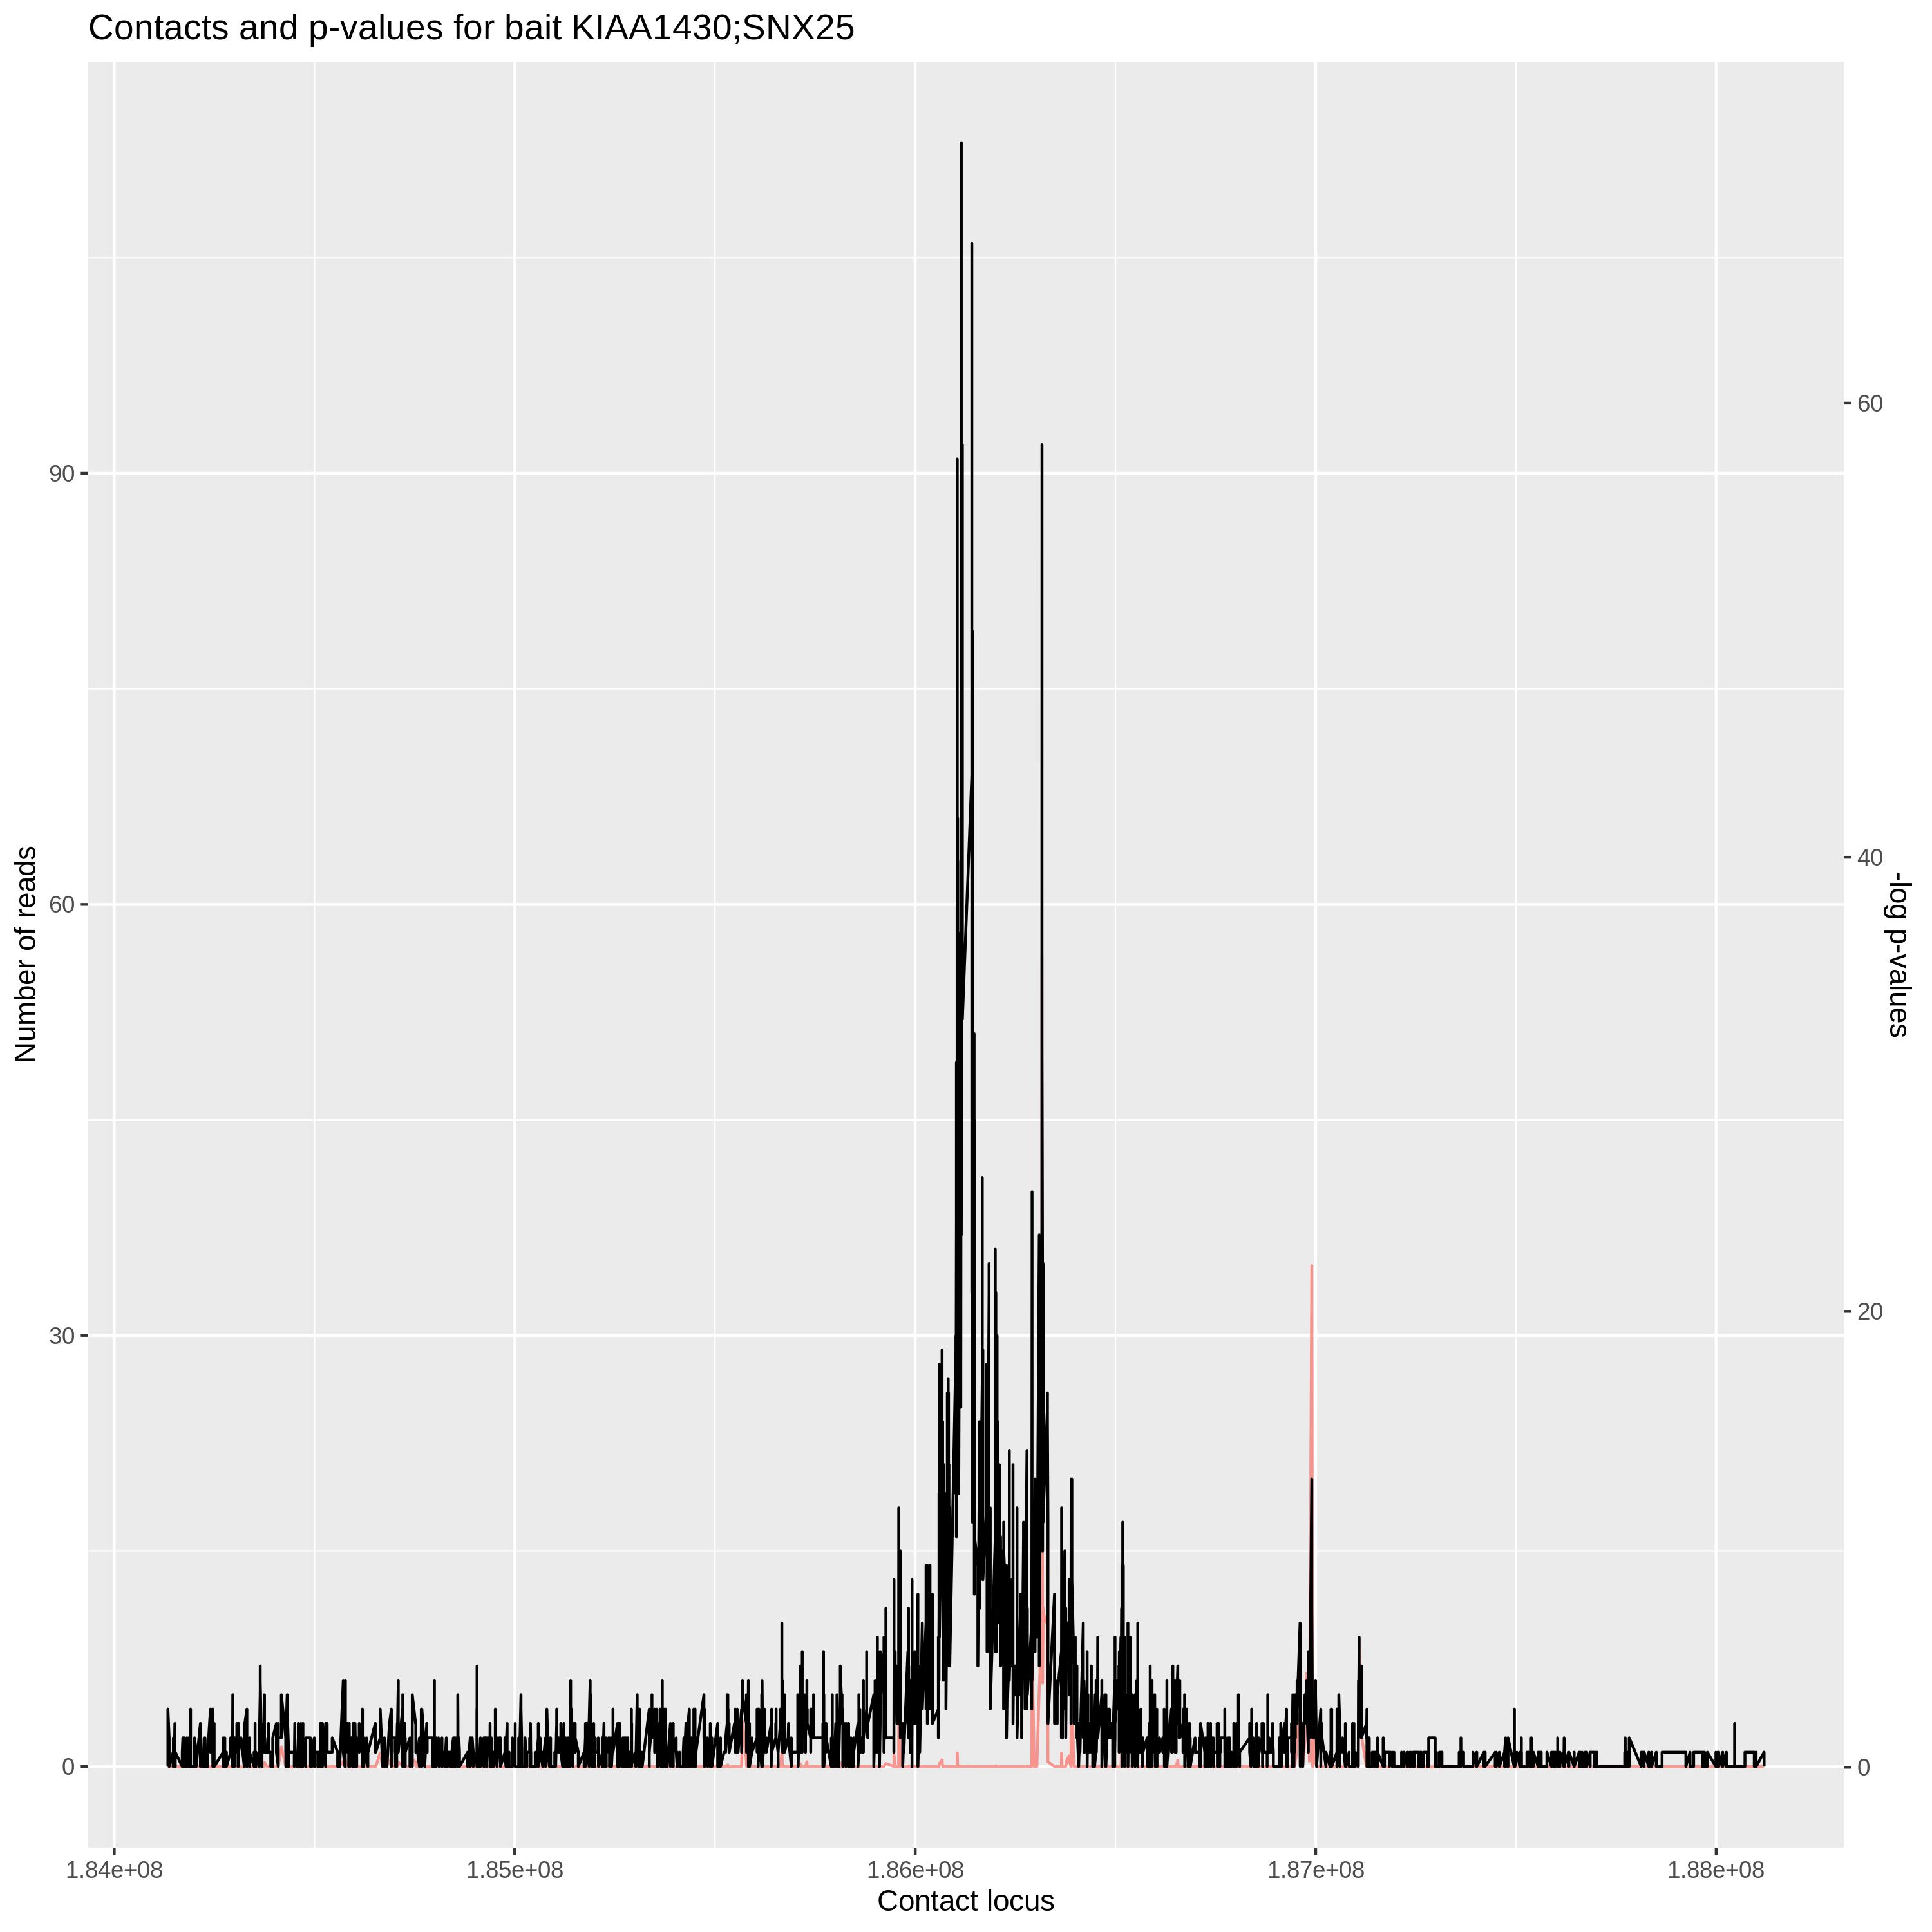 Contacts and p-values for bait KIAA1430;SNX25
Number of reads
90
60
30
0
60
40
20
0
-log p-values
1.84e+08
1.85e+08
1.86e+08
1.87e+08
1.88e+08
Contact locus